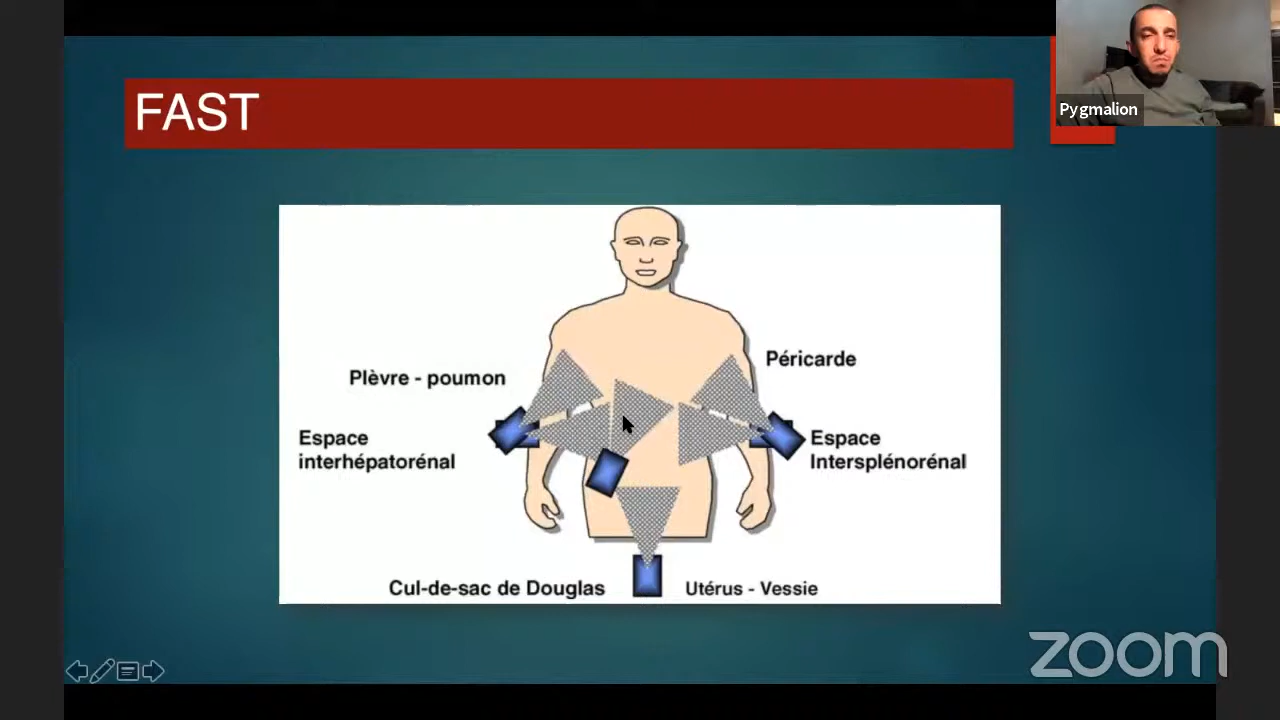 FAST
Pygmalion
Péricarde
Plèvre - poumon
Espace
interhépatorénal
Espace
Intersplénorénal
Cul-de-sac de Douglas
Utérus - Vessie
zoom